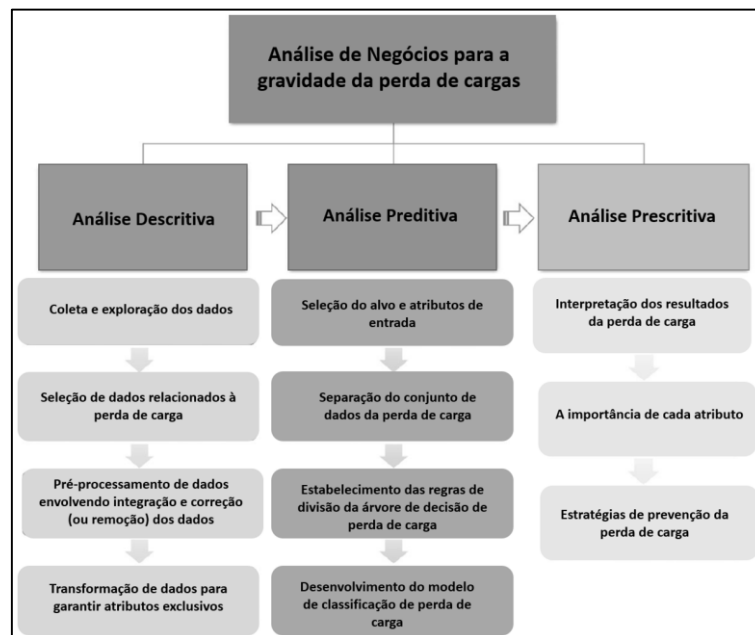 Análise de Negócios para a
gravidade da perda de cargas
Análise Descritiva
Análise Preditiva
Análise Prescritiva
Coleta e exploração dos dados
Seleção de dados relacionados à
perda de carga
Pré-processamento de dados
envolvendo integração e correção
(ou remoção) dos dados
Transformação de dados para
garantir atributos exclusivos
Seleção do alvo e atributos de
entrada
Separação do conjunto de
dados da perda de carga
Estabelecimento das regras de
divisão da árvore de decisão de
perda de carga
Desenvolvimento do modelo
de classificação de perda de
carga
Interpretação dos resultados
da perda de carga
A importância de cada atributo
Estratégias de prevenção da
perda de carga